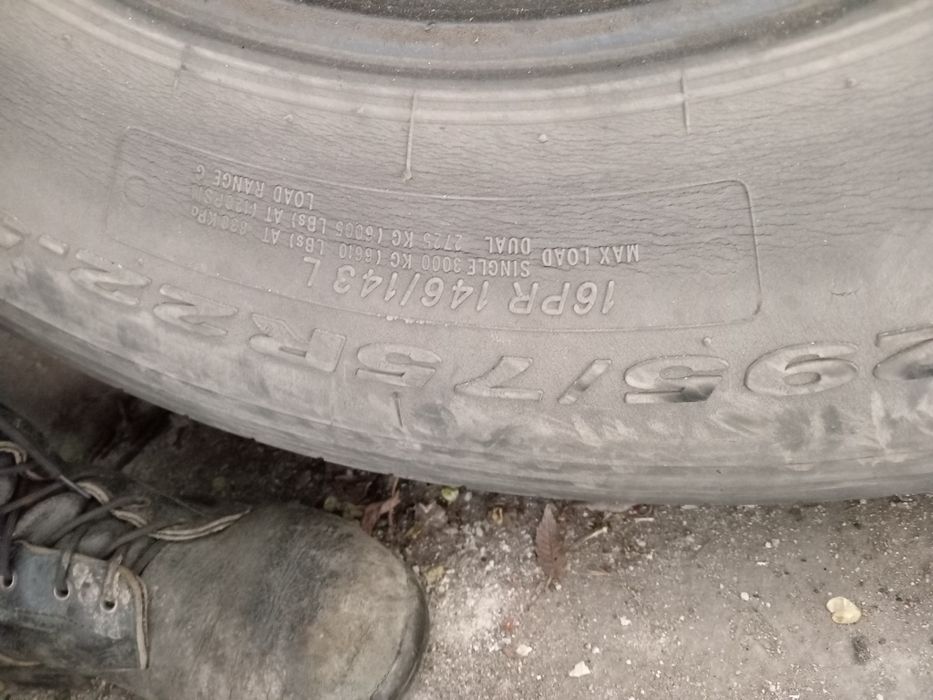 295/75R22.
16PR 146/143 L
MAX LOAD SINGLE 3000 KG (6610 LBs) AT 830 KPa
DUAL 2725 KG (6005 LBs) AT (120PSI)
LOAD RANGE G